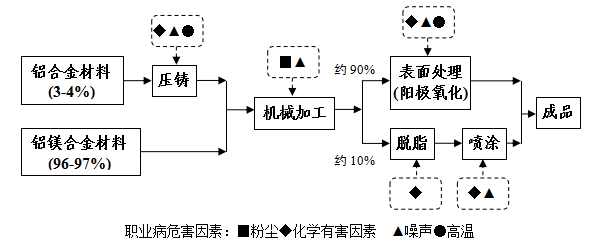 ◆▲●
◆▲●
■▲
铝合金材料
(3-4%)
压铸
约 90%
表面处理
(阳极氧化)
机械加工
成品
铝镁合金材料
(96-97%)
约 10%
脱脂
喷涂
◆
◆▲
职业病危害因素：■粉尘◆化学有害因素 ▲噪声●高温